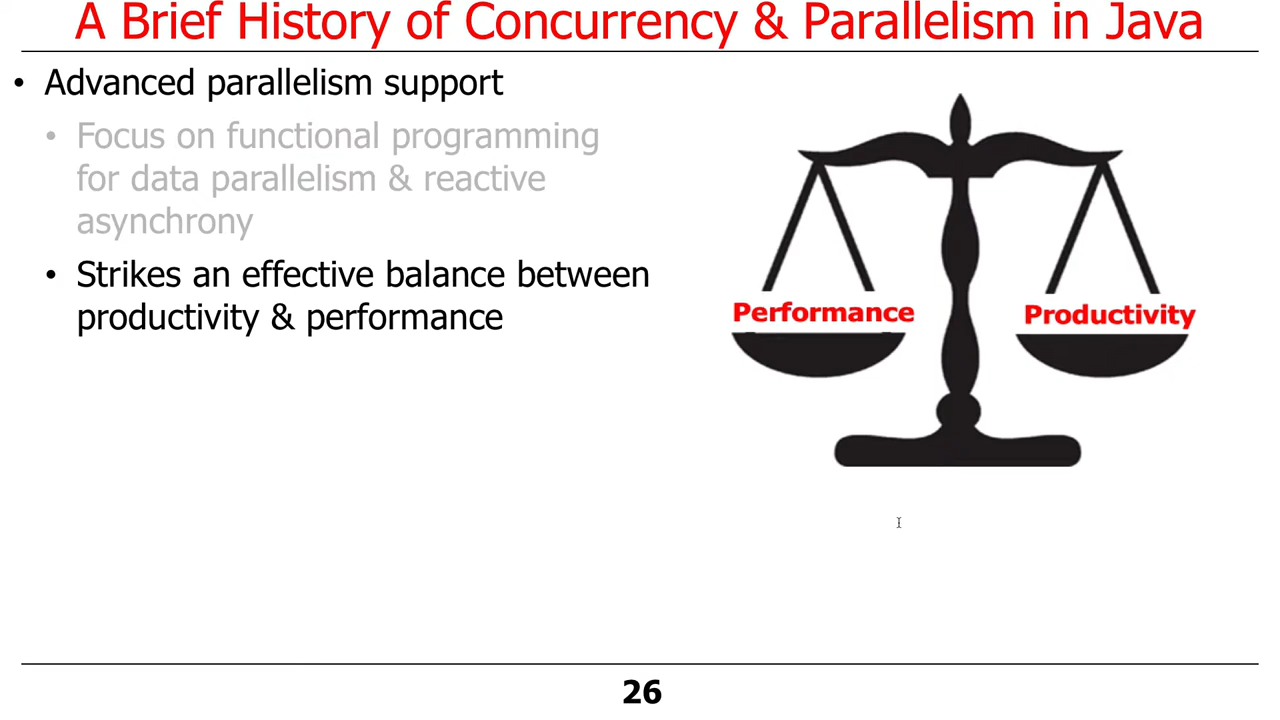 A Brief History of Concurrency & Parallelism in Java
• Advanced parallelism support
• Focus on functional programming
for data parallelism & reactive
asynchrony
• Strikes an effective balance between
productivity & performance
Performance
Productivity
26